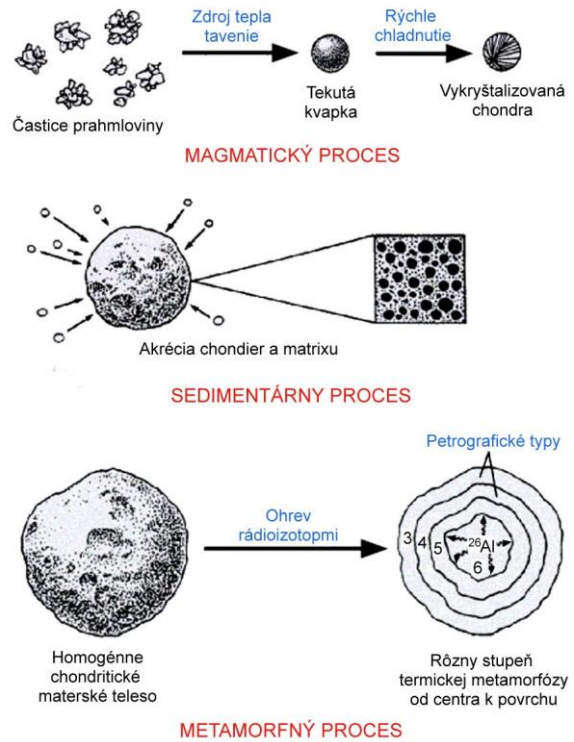 Zdroj tepla
tavenie
Rýchle
chladnutie
Častice prahmloviny
Tekutá
kvapka
Vykryštalizovaná
chondra
MAGMATICKÝ PROCES
Akrécia chondier a matrixu
SEDIMENTÁRNY PROCES
Petrografické typy
Ohrev
rádioizotopmi
3 4 5 6 ²⁶Al
Homogénne
chondritické
materské teleso
Rôzny stupeň
termickej metamorfózy
od centra k povrchu
METAMORFNÝ PROCES